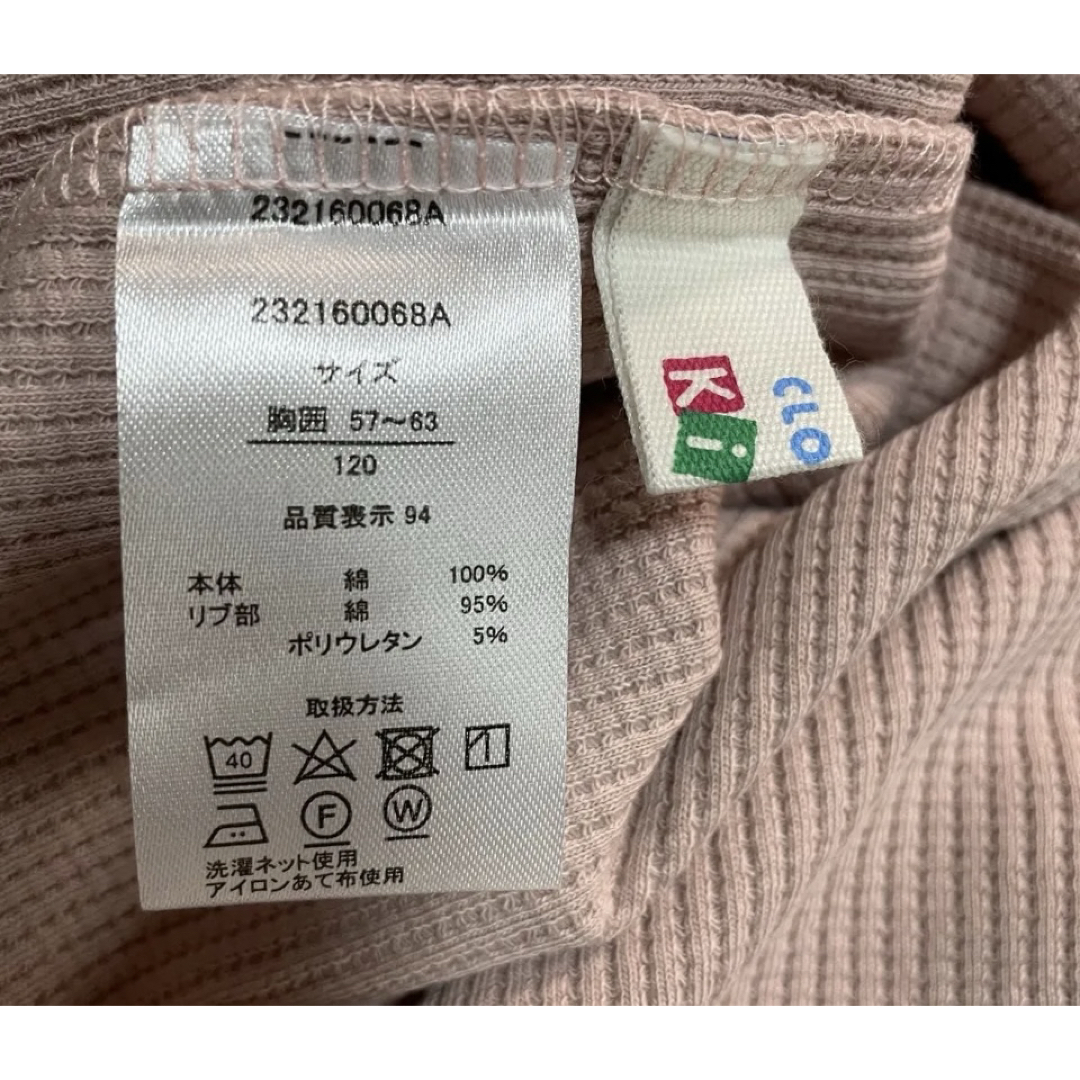 232160068A
232160068A
サイズ
胸囲 57～63
120
品質表示 94
本体 綿 100%
リブ部 綿 95%
ポリウレタン 5%
取扱方法
40
F
W
洗濯ネット使用
アイロンあて布使用
Ki
CLO